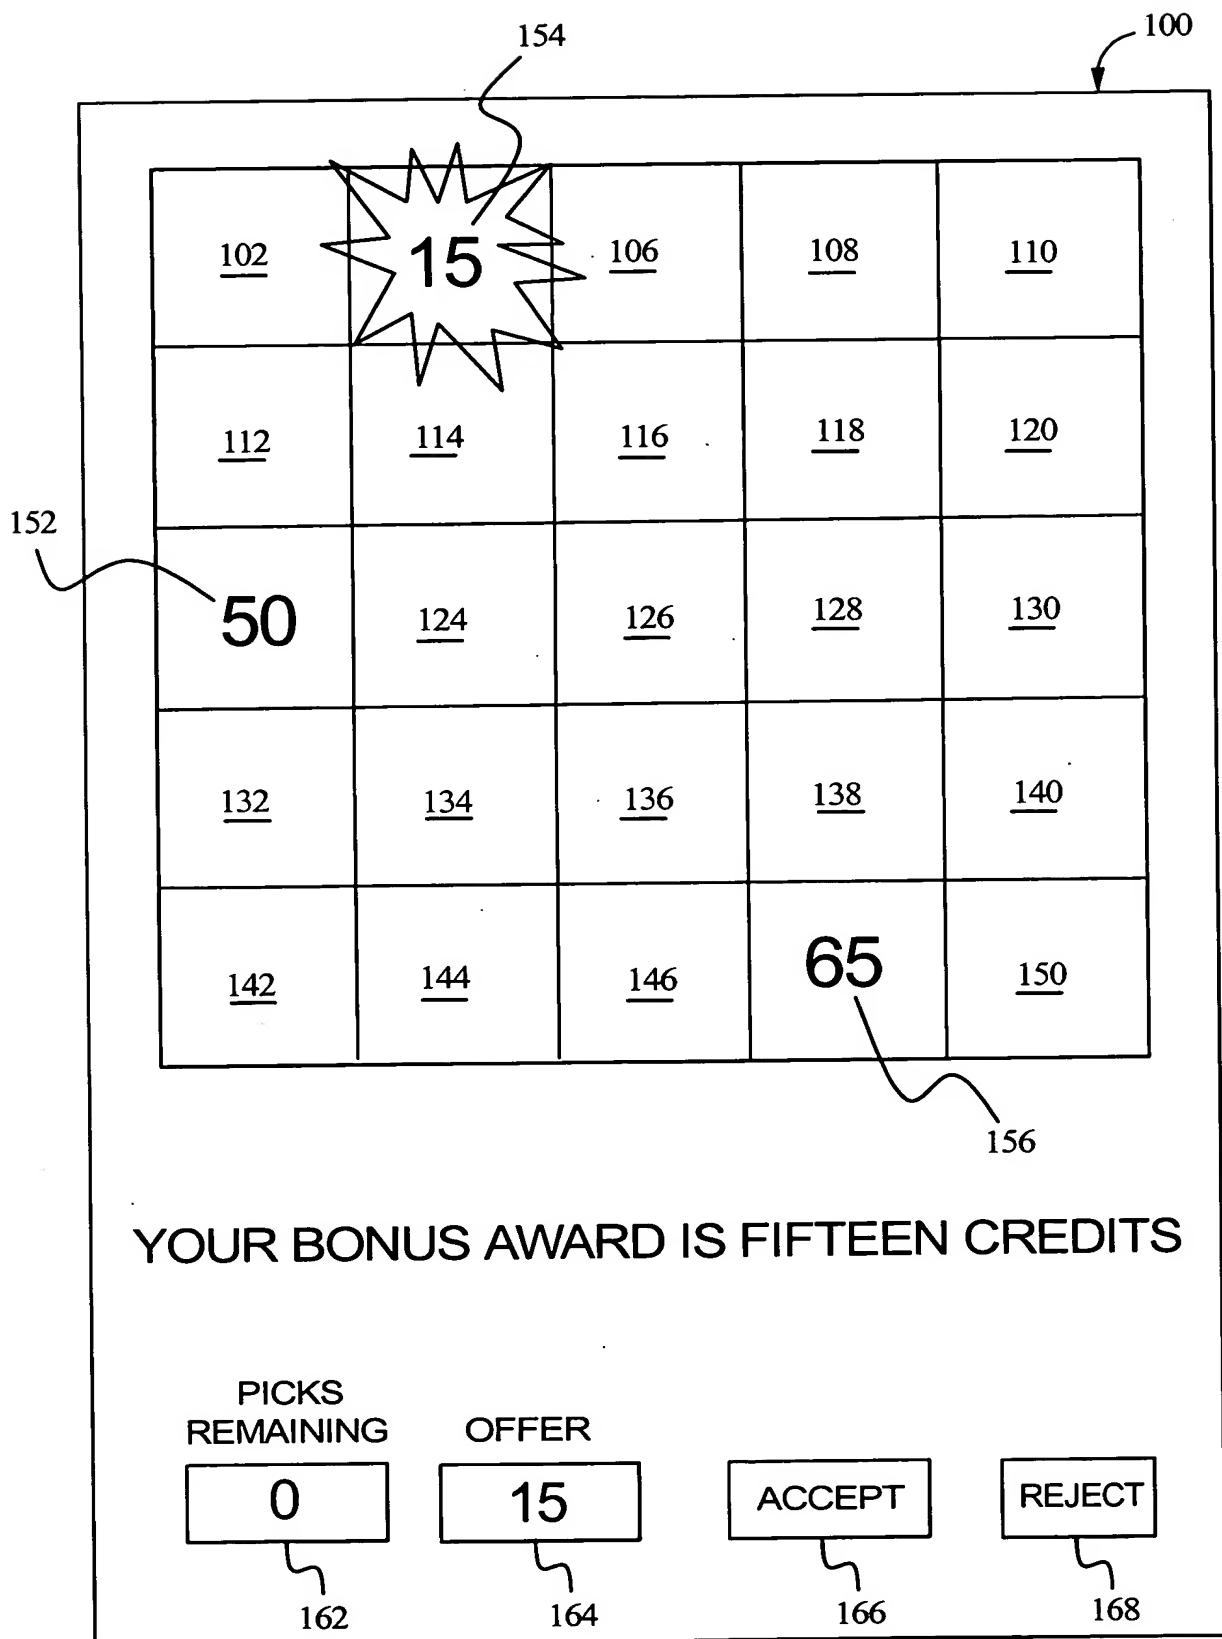 154
100
102 15 106 108 110
112 114 116 118 120
152
50 124 126 128 130
132 134 136 138 140
142 144 146 65 150
156
YOUR BONUS AWARD IS FIFTEEN CREDITS
PICKS
REMAINING OFFER
0 15 ACCEPT REJECT
162 164 166 168